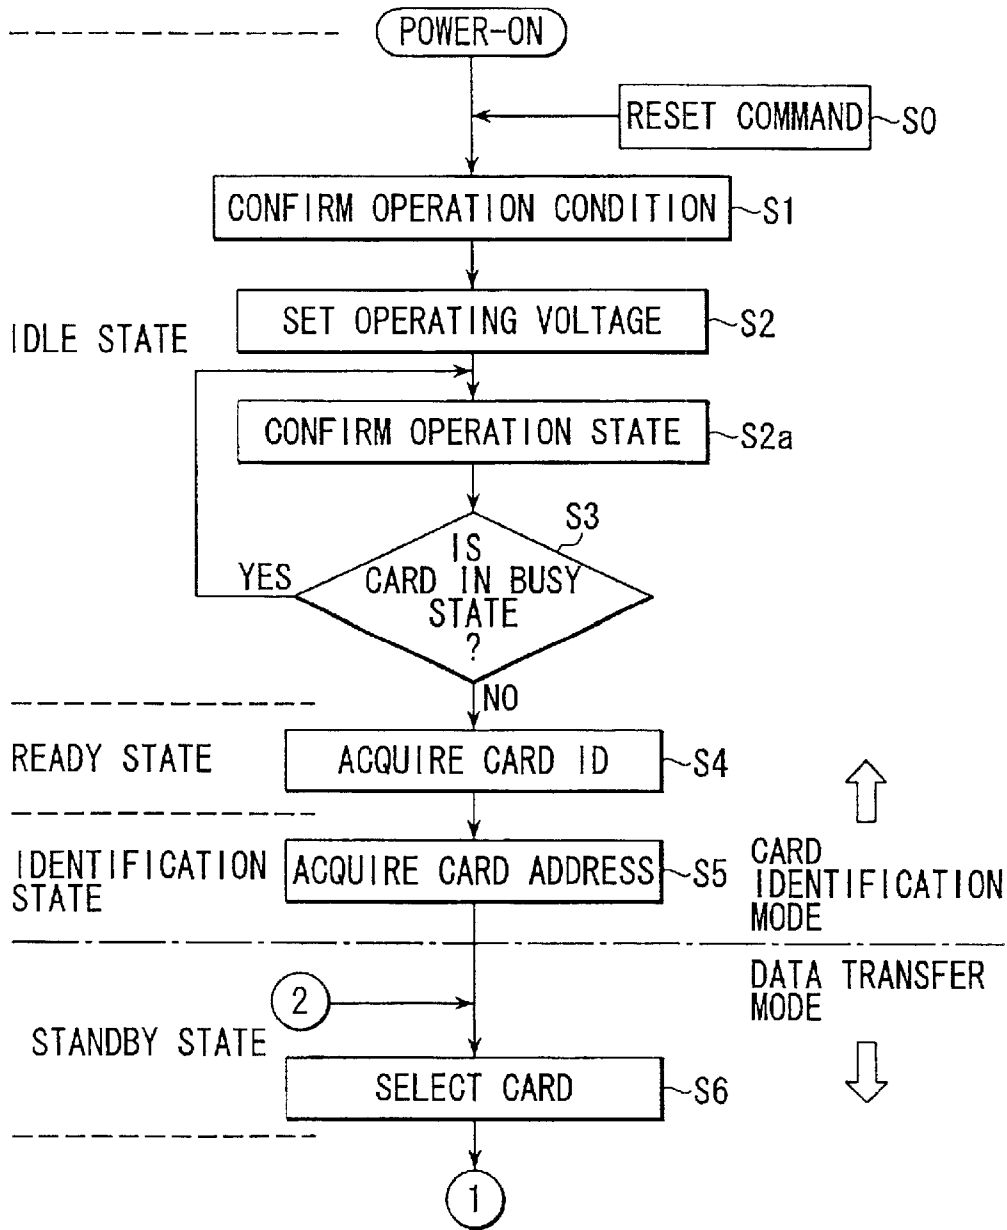 POWER-ON
RESET COMMAND
S0
CONFIRM OPERATION CONDITION
S1
SET OPERATING VOLTAGE
S2
IDLE STATE
CONFIRM OPERATION STATE
S2a
S3
IS
CARD IN BUSY
STATE
?
YES
NO
READY STATE
ACQUIRE CARD ID
S4
IDENTIFICATION
STATE
ACQUIRE CARD ADDRESS
S5
CARD
IDENTIFICATION
MODE
DATA TRANSFER
MODE
2
STANDBY STATE
SELECT CARD
S6
1